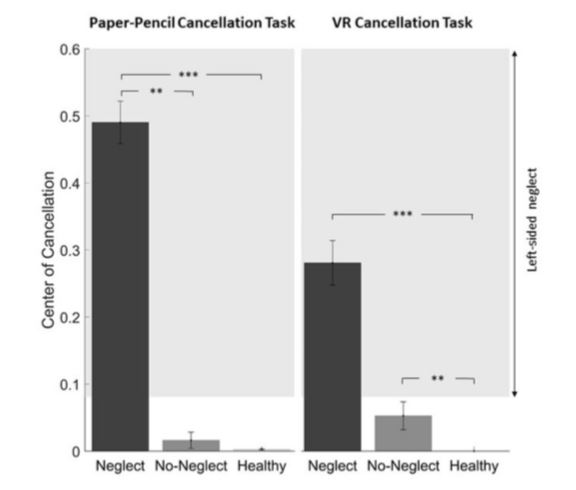 Paper-Pencil Cancellation Task
VR Cancellation Task
Center of Cancellation
0.6
0.5
0.4
0.3
0.2
0.1
0
***
**
***
**
Left-sided neglect
Neglect No-Neglect Healthy
Neglect No-Neglect Healthy